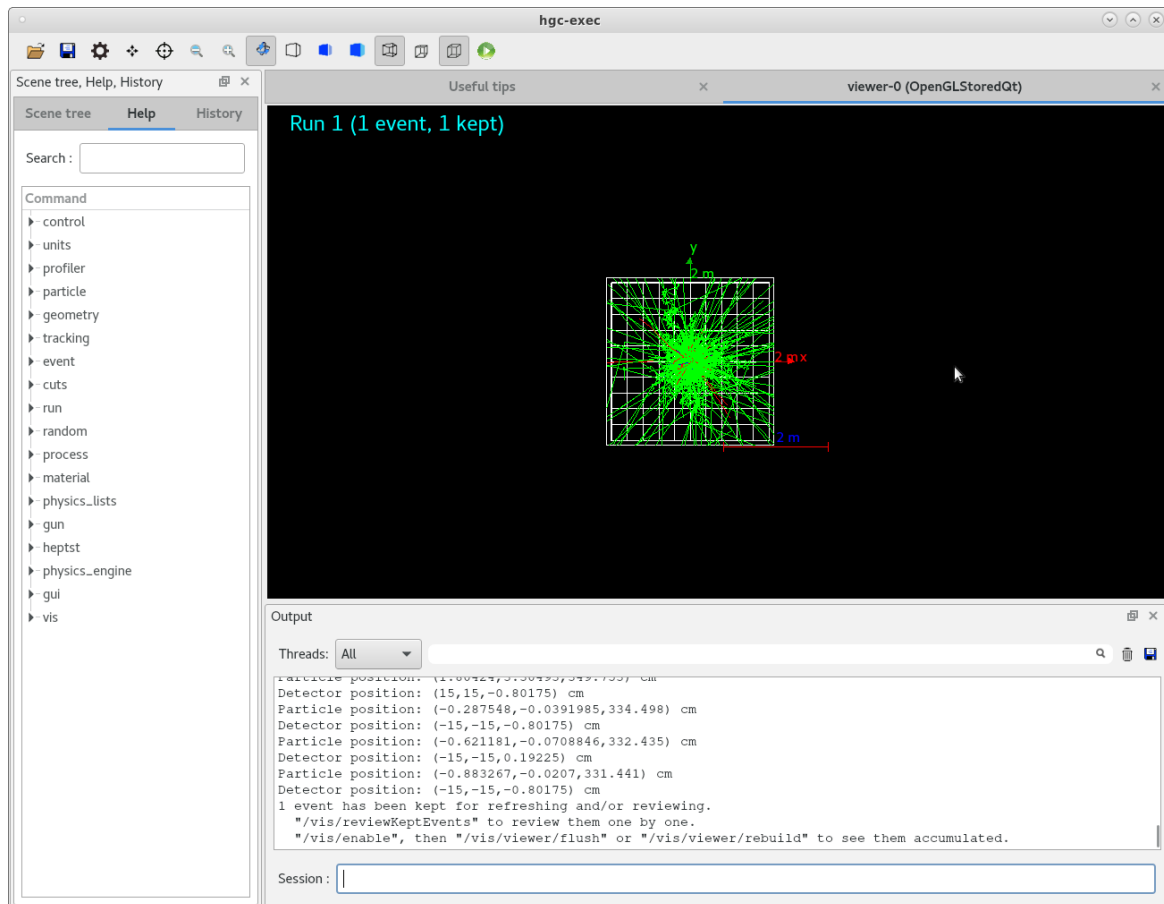 hgc-exec
Scene tree, Help, History
Useful tips
viewer-0 (OpenGLStoredQt)
Scene tree
Help
History
Search :
Command
control
units
profiler
particle
geometry
tracking
event
cuts
run
random
process
material
physics_lists
gun
heptst
physics_engine
gui
vis
Run 1 (1 event, 1 kept)
y
2 m
2 m x
2 m
Output
Threads: All
Particle position:
Detector position: (15,15,-0.80175) cm
Particle position: (-0.287548,-0.0391985,334.498) cm
Detector position: (-15,-15,-0.80175) cm
Particle position: (-0.621181,-0.0708846,332.435) cm
Detector position: (-15,-15,0.19225) cm
Particle position: (-0.883267,-0.0207,331.441) cm
Detector position: (-15,-15,-0.80175) cm
1 event has been kept for refreshing and/or reviewing.
"/vis/reviewKeptEvents" to review them one by one.
"/vis/enable", then "/vis/viewer/flush" or "/vis/viewer/rebuild" to see them accumulated.
Session :